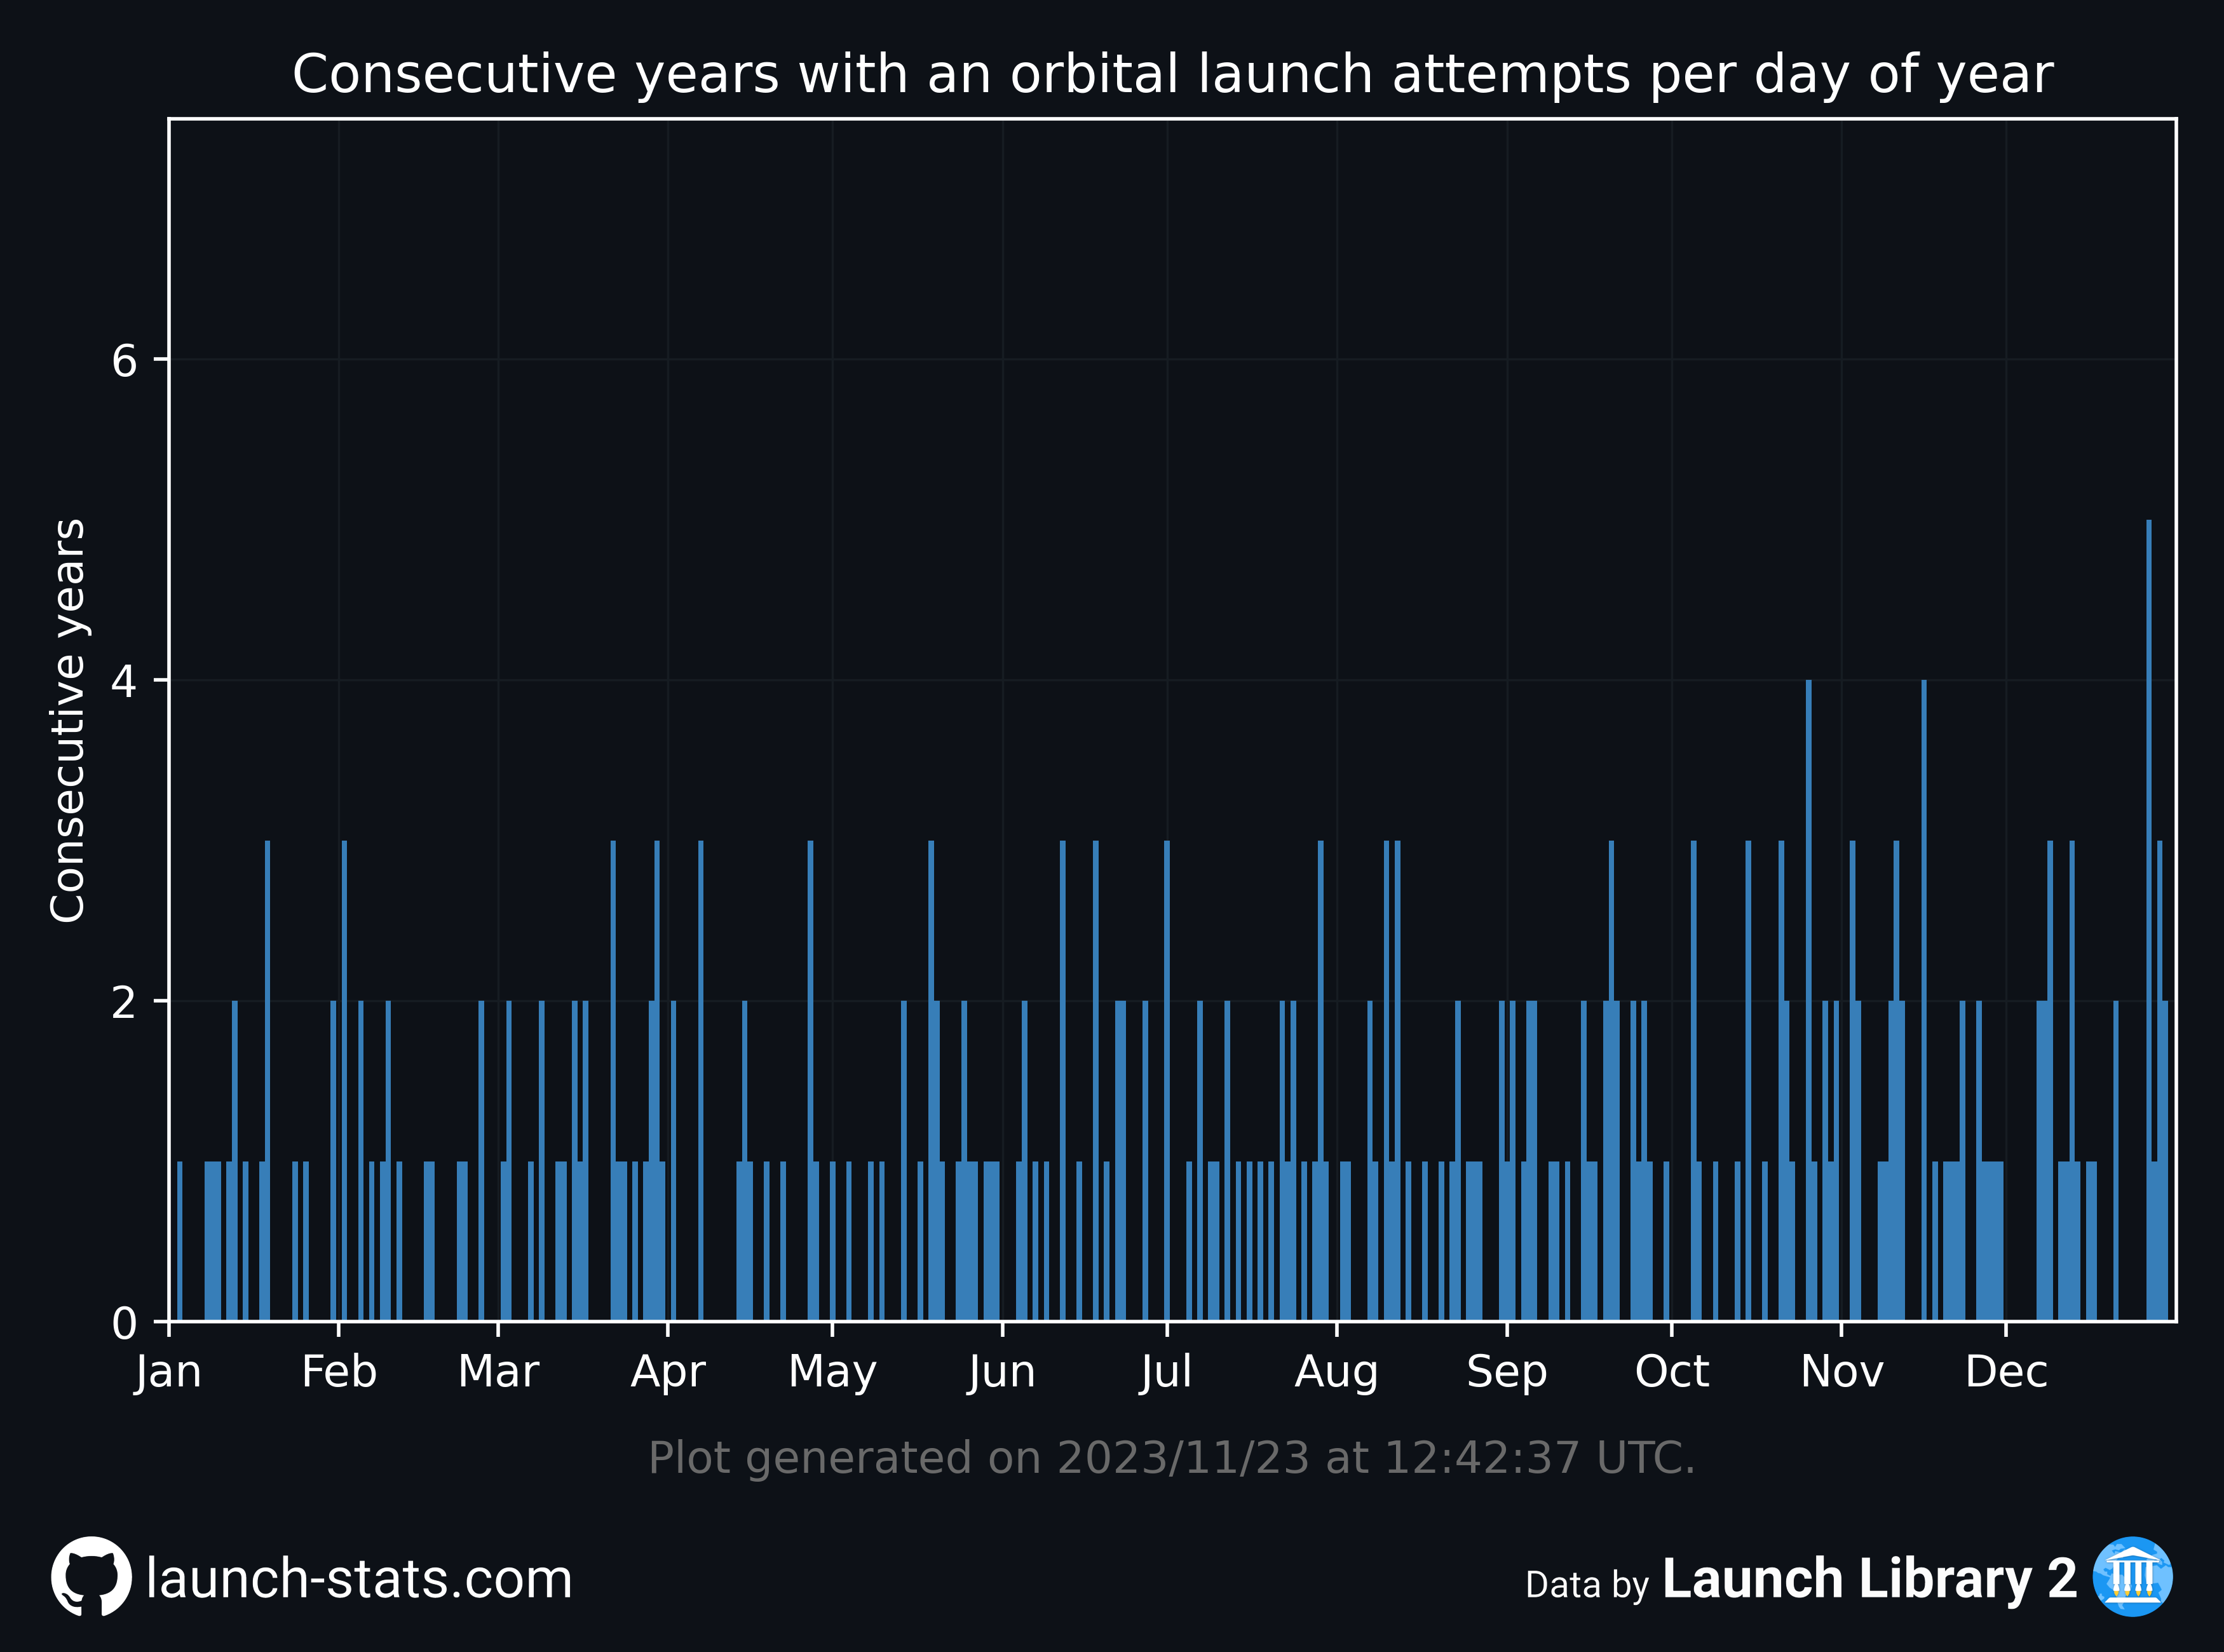 Consecutive years with an orbital launch attempts per day of year
Consecutive years
6
4
2
0
Jan Feb Mar Apr May Jun Jul Aug Sep Oct Nov Dec
Plot generated on 2023/11/23 at 12:42:37 UTC.
launch-stats.com
Data by Launch Library 2